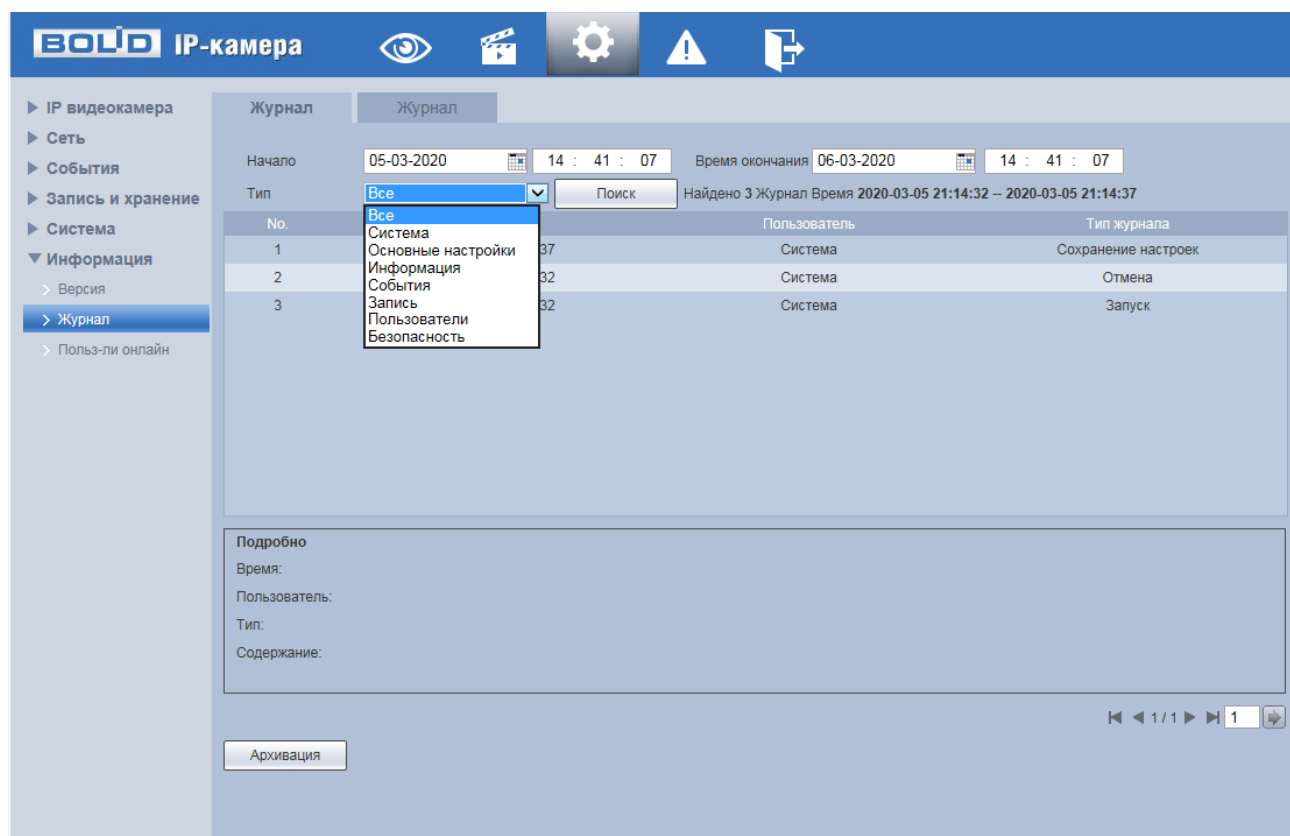 BOLID IP-камера
IP видеокамера
Сеть
События
Запись и хранение
Система
Информация
Версия
Журнал
Польз-ли онлайн
Журнал Журнал
Начало 05-03-2020 14 : 41 : 07 Время окончания 06-03-2020 14 : 41 : 07
Тип Все Поиск Найдено 3 Журнал Время 2020-03-05 21:14:32 -- 2020-03-05 21:14:37
Все
Система
Основные настройки
Информация
События
Запись
Пользователи
Безопасность
No. Пользователь Тип журнала
1 37 Система Сохранение настроек
2 32 Система Отмена
3 32 Система Запуск
Подробно
Время:
Пользователь:
Тип:
Содержание:
1 / 1 1
Архивация